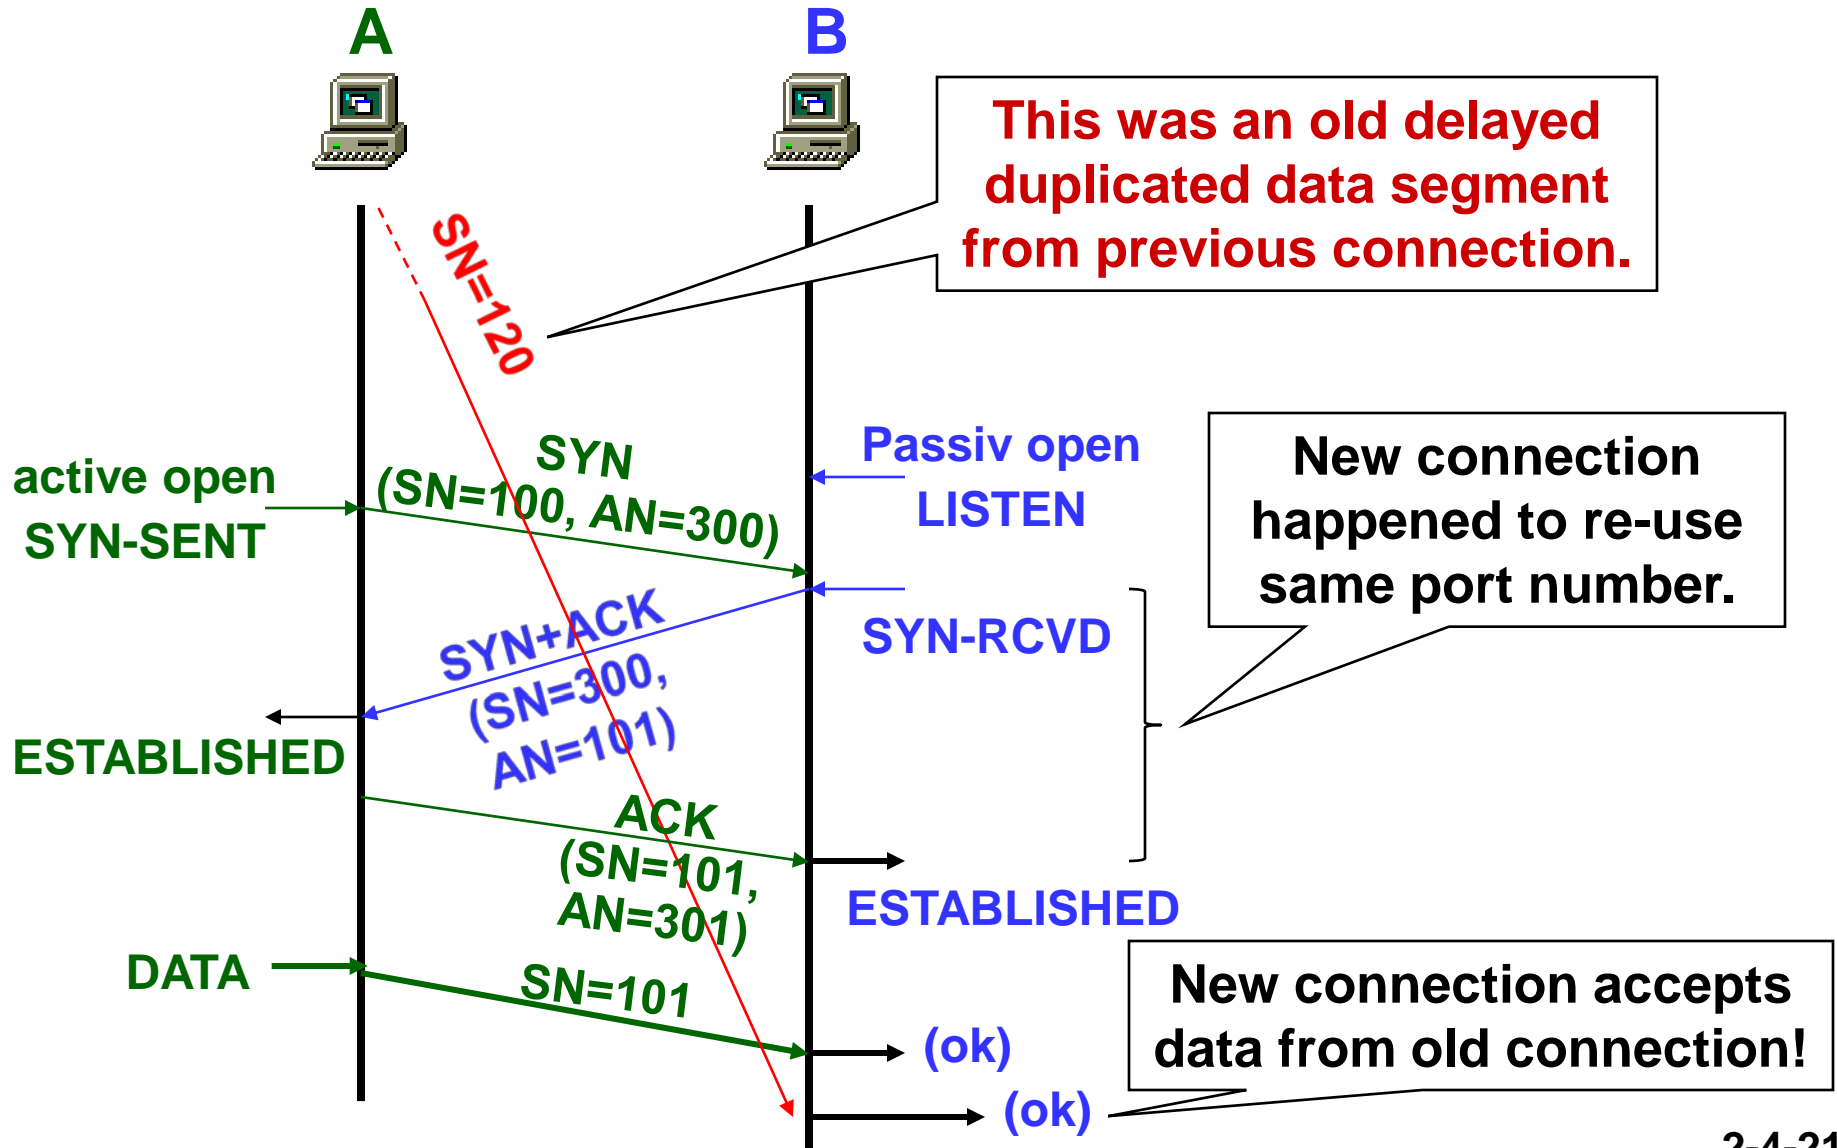 A
B
This was an old delayed
duplicated data segment
from previous connection.
SN=120
active open
SYN-SENT
SYN
(SN=100, AN=300)
Passiv open
LISTEN
New connection
happened to re-use
same port number.
SYN+ACK
(SN=300,
AN=101)
SYN-RCVD
ESTABLISHED
ACK
(SN=101,
AN=301)
ESTABLISHED
DATA
SN=101
(ok)
New connection accepts
data from old connection!
(ok)
2-4-21